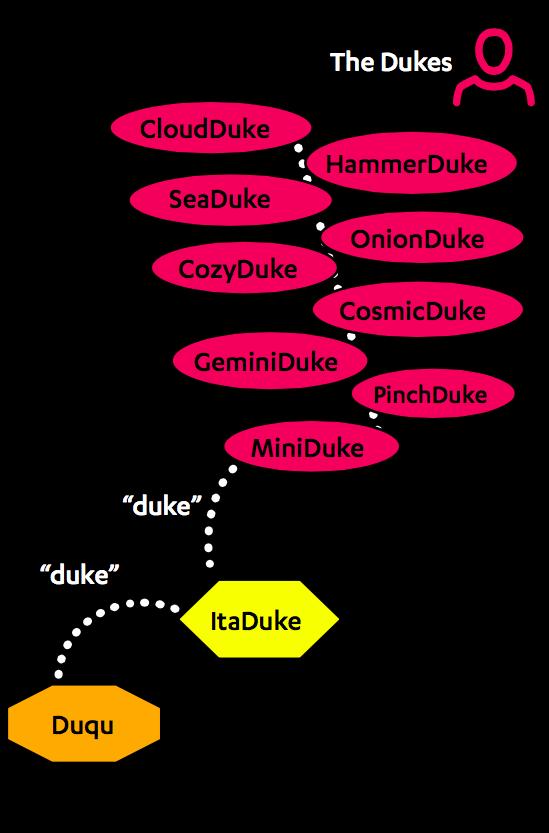 The Dukes
CloudDuke
HammerDuke
SeaDuke
OnionDuke
CozyDuke
CosmicDuke
GeminiDuke
PinchDuke
MiniDuke
“duke”
“duke”
ItaDuke
Duqu